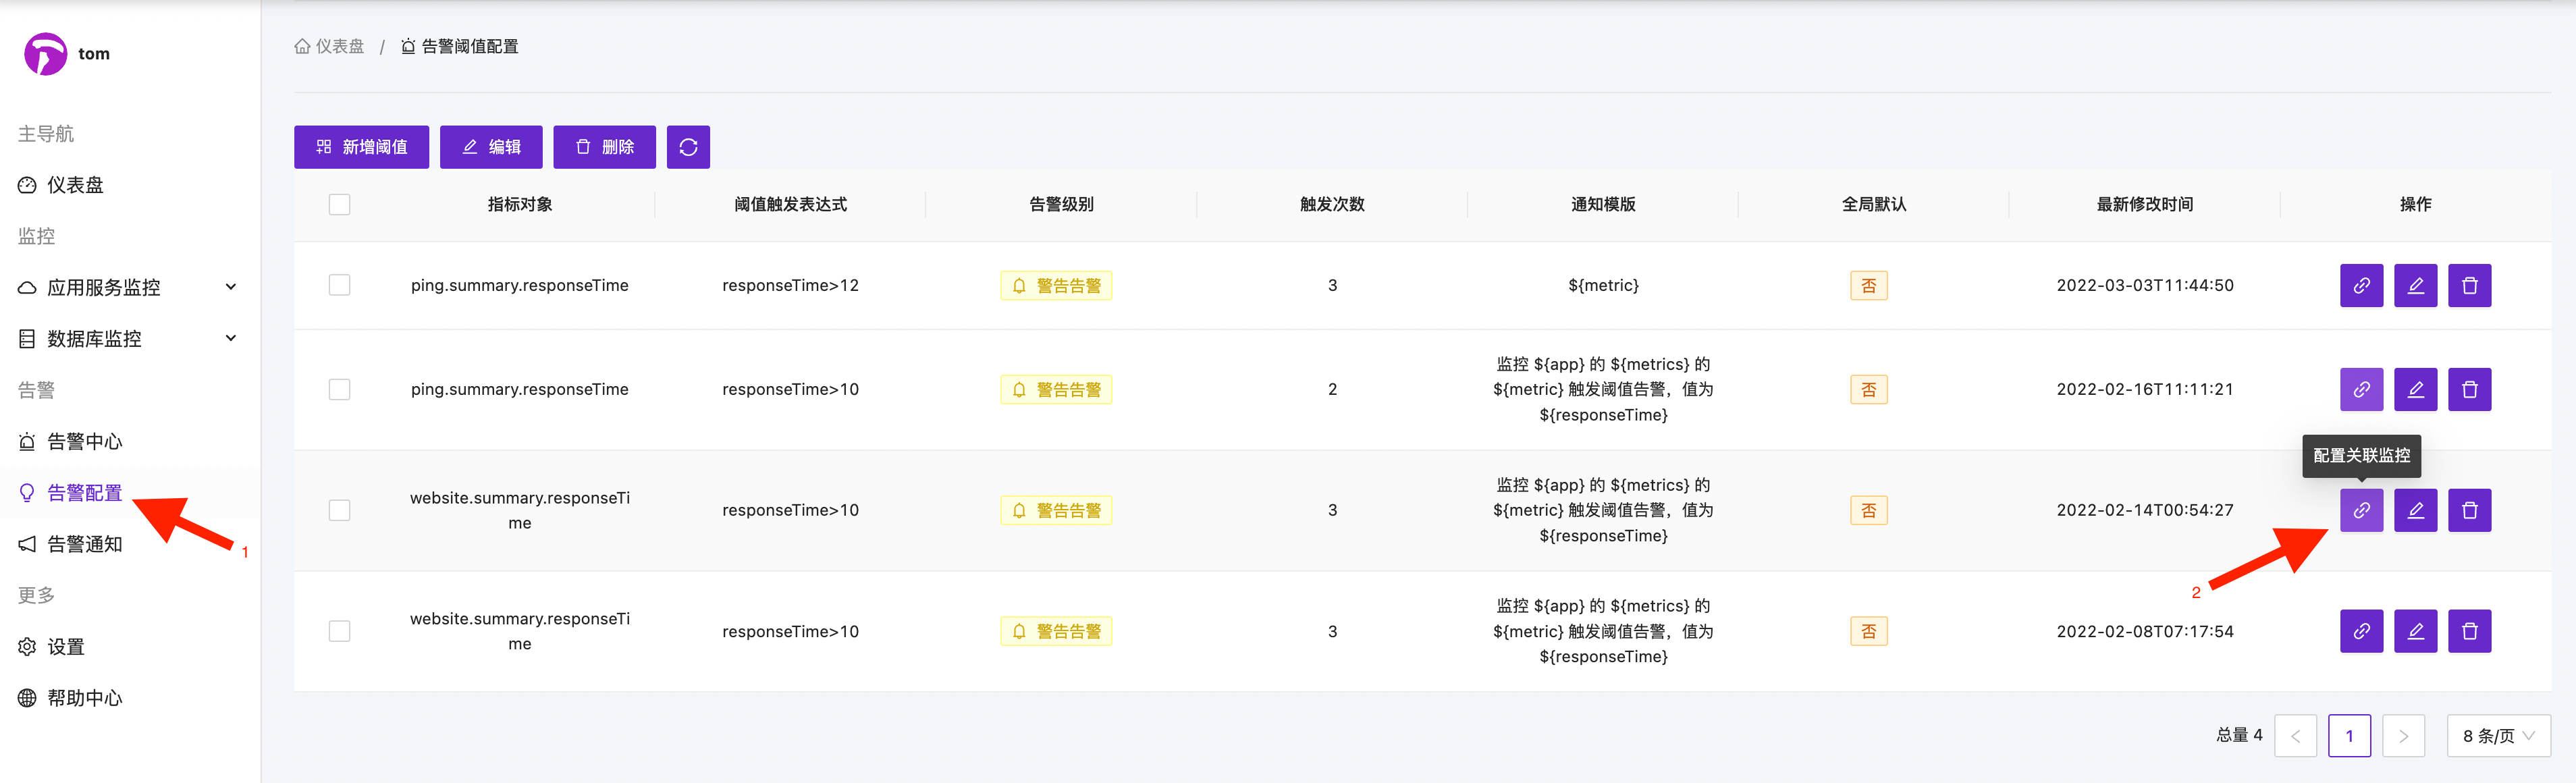 tom
主导航
仪表盘
监控
应用服务监控
数据库监控
告警
告警中心
告警配置
1
告警通知
更多
设置
帮助中心
仪表盘 / 告警阈值配置
新增阈值 编辑 删除
指标对象 阈值触发表达式 告警级别 触发次数 通知模版 全局默认 最新修改时间 操作
ping.summary.responseTime responseTime>12 警告告警 3 ${metric} 否 2022-03-03T11:44:50
监控 ${app} 的 ${metrics} 的
ping.summary.responseTime responseTime>10 警告告警 2 ${metric} 触发阈值告警，值为 否 2022-02-16T11:11:21
${responseTime}
配置关联监控
website.summary.responseTi 监控 ${app} 的 ${metrics} 的
responseTime>10 警告告警 3 ${metric} 触发阈值告警，值为 否 2022-02-14T00:54:27
me ${responseTime}
2
website.summary.responseTi 监控 ${app} 的 ${metrics} 的
responseTime>10 警告告警 3 ${metric} 触发阈值告警，值为 否 2022-02-08T07:17:54
me ${responseTime}
总量 4 < 1 > 8 条/页